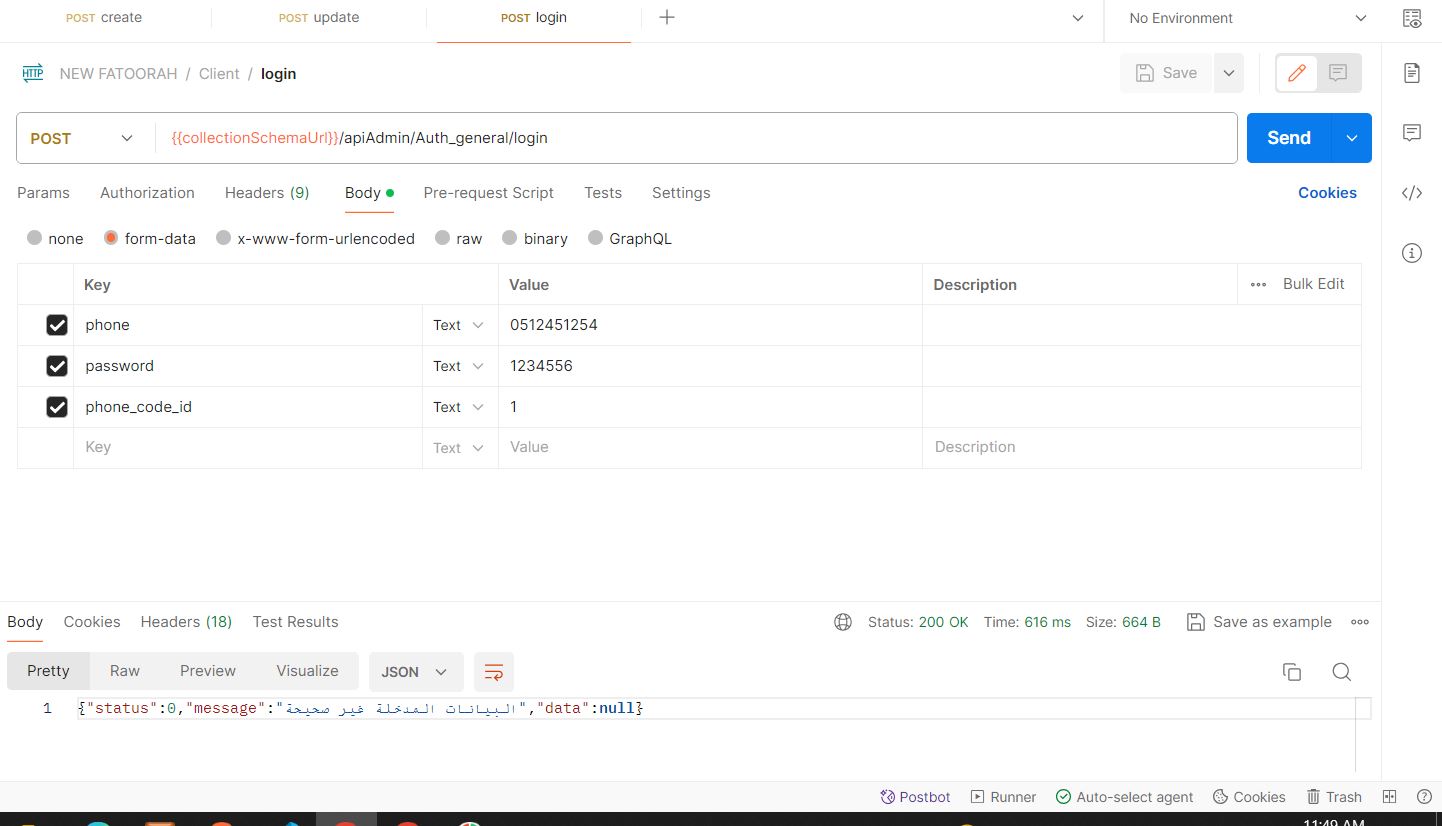 POST create POST update POST login No Environment
NEW FATOORAH / Client / login Save
POST {{collectionSchemaUrl}}/apiAdmin/Auth_general/login Send
Params Authorization Headers (9) Body Pre-request Script Tests Settings Cookies
none form-data x-www-form-urlencoded raw binary GraphQL
Key Value Description Bulk Edit
phone Text 0512451254
password Text 1234556
phone_code_id Text 1
Key Text Value Description
Body Cookies Headers (18) Test Results Status: 200 OK Time: 616 ms Size: 664 B Save as example
Pretty Raw Preview Visualize JSON
1 {"status":0,"message":"البيانات المدخلة غير صحيحة","data":null}
Postbot Runner Auto-select agent Cookies Trash
11:49 AM